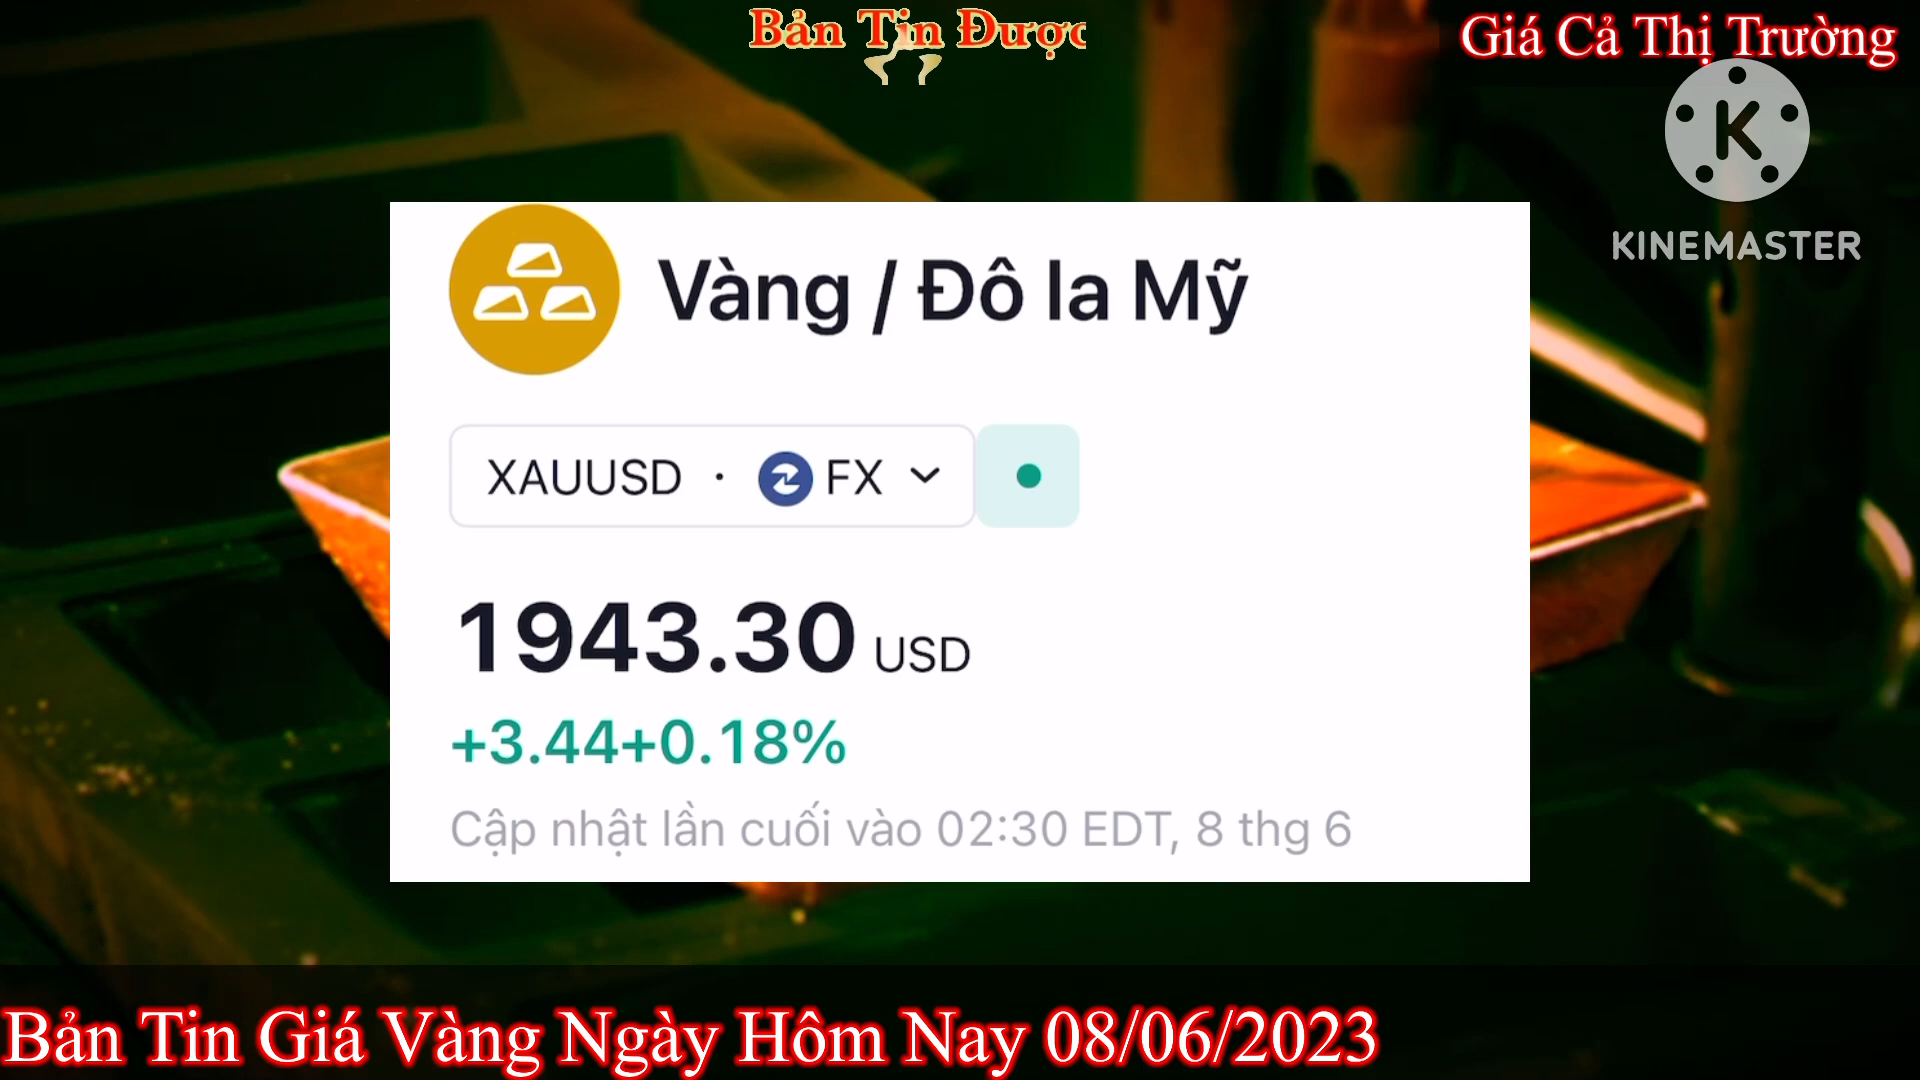 Bản Tin Được
Giá Cả Thị Trường
K
KINEMASTER
Vàng / Đô la Mỹ
XAUUSD · FX
1943.30 USD
+3.44+0.18%
Cập nhật lần cuối vào 02:30 EDT, 8 thg 6
Bản Tin Giá Vàng Ngày Hôm Nay 08/06/2023